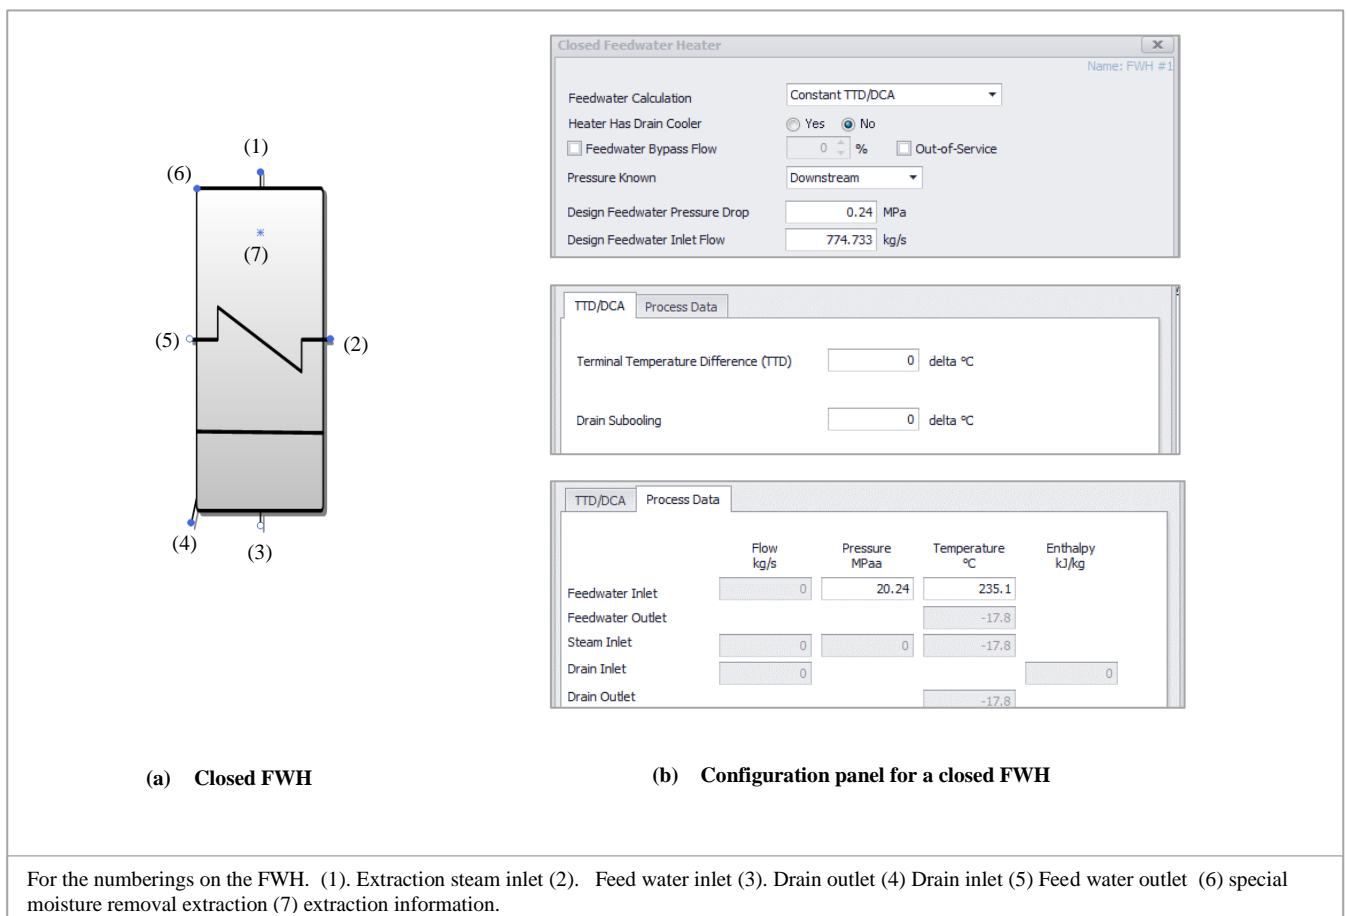 (1)
(6)
(7)
(5)
(2)
(4)
(3)
Closed Feedwater Heater
Name: FWH #1
Feedwater Calculation Constant TTD/DCA
Heater Has Drain Cooler Yes No
Feedwater Bypass Flow 0 % Out-of-Service
Pressure Known Downstream
Design Feedwater Pressure Drop 0.24 MPa
Design Feedwater Inlet Flow 774.733 kg/s
TTD/DCA Process Data
Terminal Temperature Difference (TTD) 0 delta ºC
Drain Subooling 0 delta ºC
TTD/DCA Process Data
Flow Pressure Temperature Enthalpy
kg/s MPaa ºC kJ/kg
Feedwater Inlet 0 20.24 235.1
Feedwater Outlet -17.8
Steam Inlet 0 0 -17.8
Drain Inlet 0 0
Drain Outlet -17.8
(a) Closed FWH
(b) Configuration panel for a closed FWH
For the numberings on the FWH. (1). Extraction steam inlet (2). Feed water inlet (3). Drain outlet (4) Drain inlet (5) Feed water outlet (6) special
moisture removal extraction (7) extraction information.